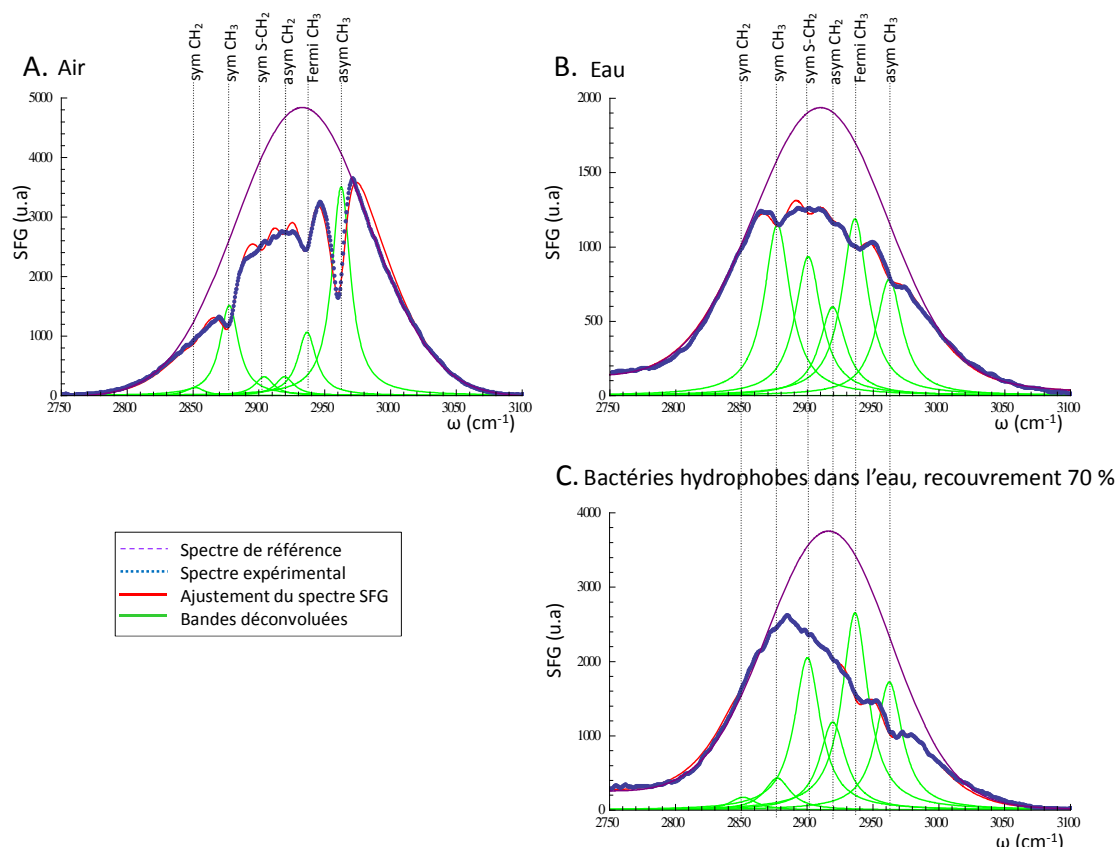 sym CH₂
sym CH₃
sym S-CH₂
asym CH₂
Fermi CH₃
asym CH₃
A. Air
5000
4000
3000
2000
1000
0
SFG (u.a)
2750
2800
2850
2900
2950
3000
3050
3100
ω (cm⁻¹)
sym CH₂
sym CH₃
sym S-CH₂
asym CH₂
Fermi CH₃
asym CH₃
B. Eau
2000
1500
1000
500
0
SFG (u.a)
2750
2800
2850
2900
2950
3000
3050
3100
ω (cm⁻¹)
C. Bactéries hydrophobes dans l'eau, recouvrement 70 %
4000
3000
2000
1000
0
SFG (u.a)
2750
2800
2850
2900
2950
3000
3050
3100
ω (cm⁻¹)
Spectre de référence
Spectre expérimental
Ajustement du spectre SFG
Bandes déconvoluées